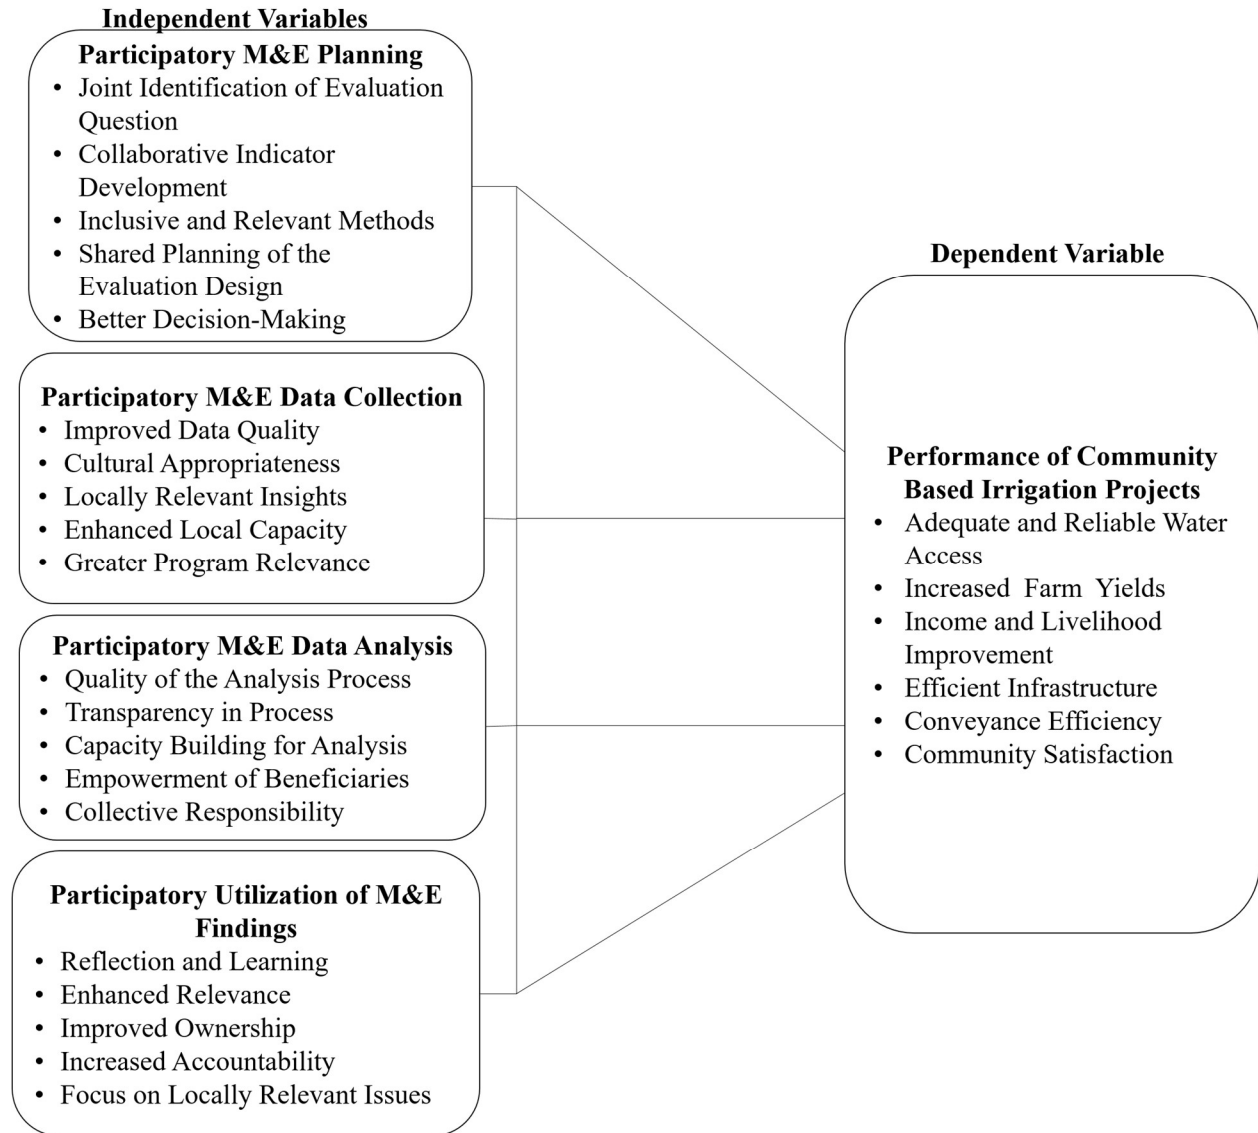 Independent Variables
Participatory M&E Planning
• Joint Identification of Evaluation
Question
• Collaborative Indicator
Development
• Inclusive and Relevant Methods
• Shared Planning of the
Evaluation Design
• Better Decision-Making
Participatory M&E Data Collection
• Improved Data Quality
• Cultural Appropriateness
• Locally Relevant Insights
• Enhanced Local Capacity
• Greater Program Relevance
Participatory M&E Data Analysis
• Quality of the Analysis Process
• Transparency in Process
• Capacity Building for Analysis
• Empowerment of Beneficiaries
• Collective Responsibility
Participatory Utilization of M&E
Findings
• Reflection and Learning
• Enhanced Relevance
• Improved Ownership
• Increased Accountability
• Focus on Locally Relevant Issues
Dependent Variable
Performance of Community
Based Irrigation Projects
• Adequate and Reliable Water
Access
• Increased Farm Yields
• Income and Livelihood
Improvement
• Efficient Infrastructure
• Conveyance Efficiency
• Community Satisfaction